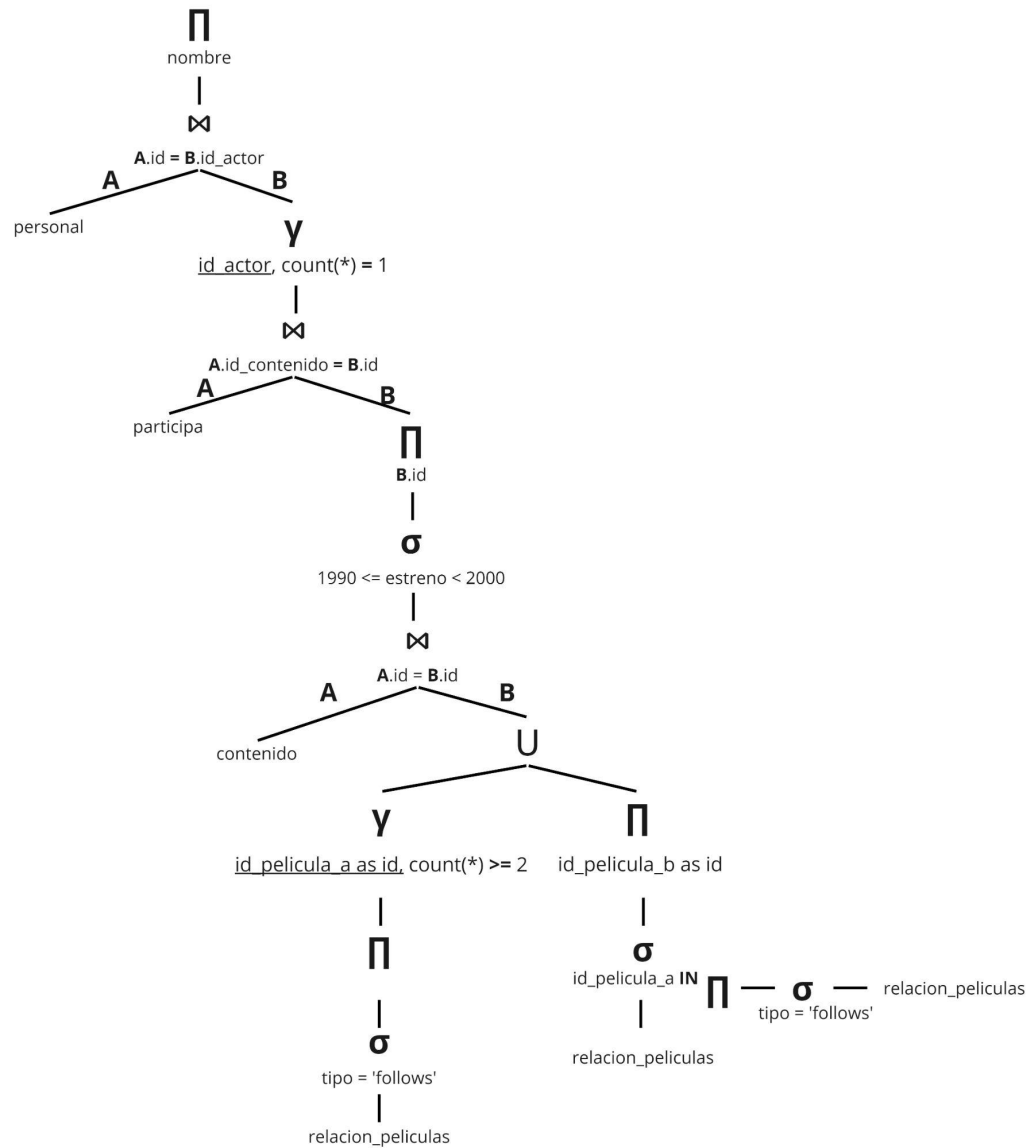 ∏
nombre
⋈
A.id = B.id_actor
A
B
personal
γ
id_actor, count(*) = 1
⋈
A.id_contenido = B.id
A
B
participa
∏
B.id
σ
1990 <= estreno < 2000
⋈
A.id = B.id
A
B
contenido
∪
γ
∏
id_pelicula_a as id, count(*) >= 2
id_pelicula_b as id
∏
σ
id_pelicula_a IN ∏ σ relacion_peliculas
tipo = 'follows'
σ
relacion_peliculas
tipo = 'follows'
relacion_peliculas